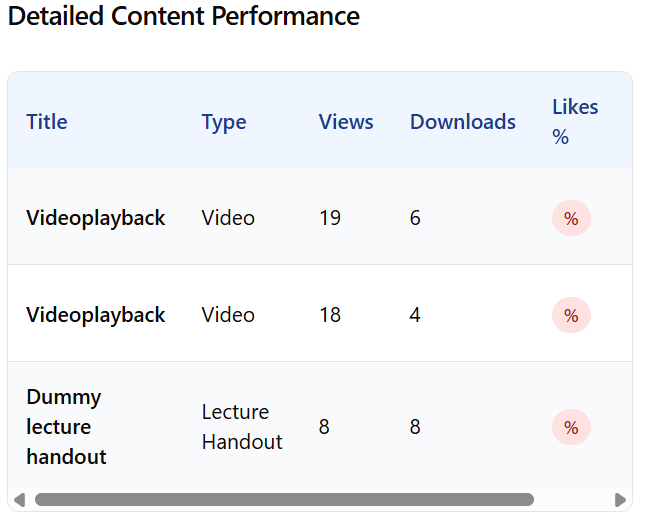 Detailed Content Performance
Title Type Views Downloads Likes %
Videoplayback Video 19 6 %
Videoplayback Video 18 4 %
Dummy lecture handout Lecture Handout 8 8 %